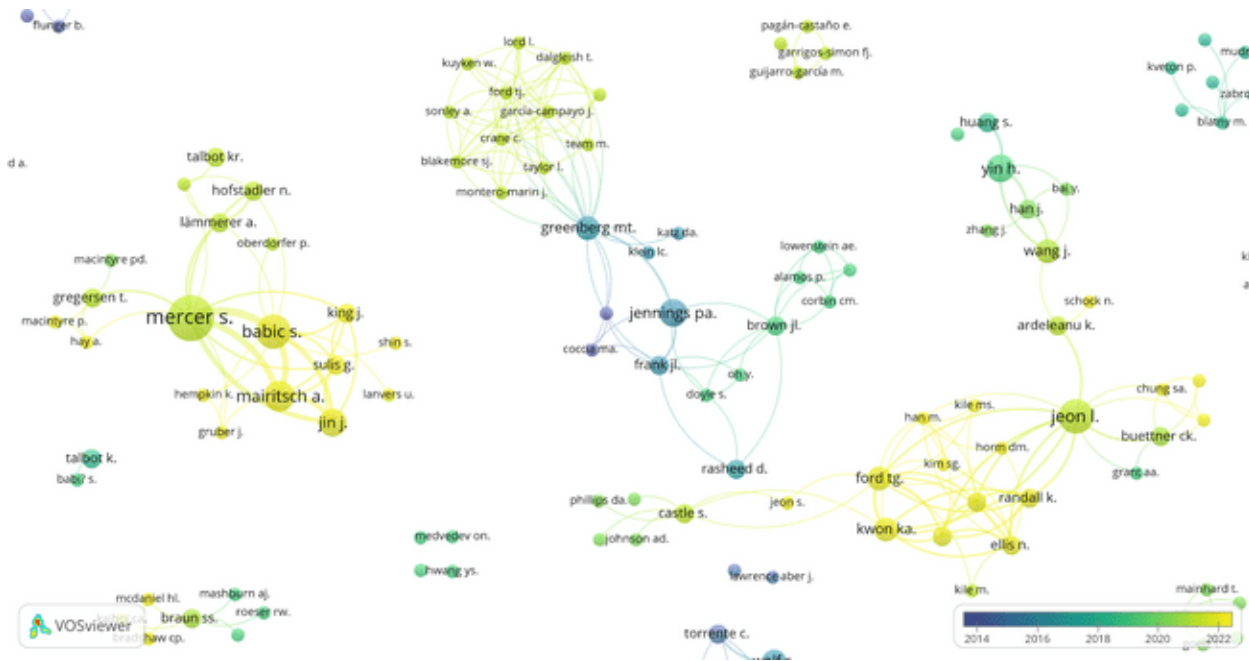 flunger b.
pagán-castaño e.
garrigos-simon fj.
guijarro-garcía m.
lord l.
dalgleish t.
kuyken w.
ford tj.
sonley a.
garcía-campayo j.
crane c.
team m.
blakemore sj.
taylor l.
montero-marin j.
kveton p.
blatny m.
huang s.
yin h.
bai y.
han j.
zhang j.
wang j.
d a.
talbot kr.
hofstadler n.
lämmerer a.
oberdorfer p.
macintyre pd.
gregersen t.
mercer s.
macintyre p.
hay a.
babic s.
king j.
shin s.
sulis g.
hempkin k.
mairitsch a.
lanvers u.
gruber j.
jin j.
greenberg mt.
katz da.
klein lc.
lowenstein ae.
alamos p.
corbin cm.
jennings pa.
brown jl.
coccia ma.
frank jl.
oh y.
doyle s.
rasheed d.
schock n.
ardeleanu k.
chung sa.
kile ms.
han m.
jeon l.
buettner ck.
horm dm.
kim sg.
grant aa.
ford tg.
randall k.
phillips da.
castle s.
jeon s.
johnson ad.
kwon ka.
ellis n.
kile m.
talbot k.
babi? s.
medvedev on.
hwang ys.
lawrence aber j.
torrente c.
mcdaniel hl.
mashburn aj.
roeser rw.
braun ss.
bradshaw cp.
VOSviewer
mainhard t.
2014 2016 2018 2020 2022